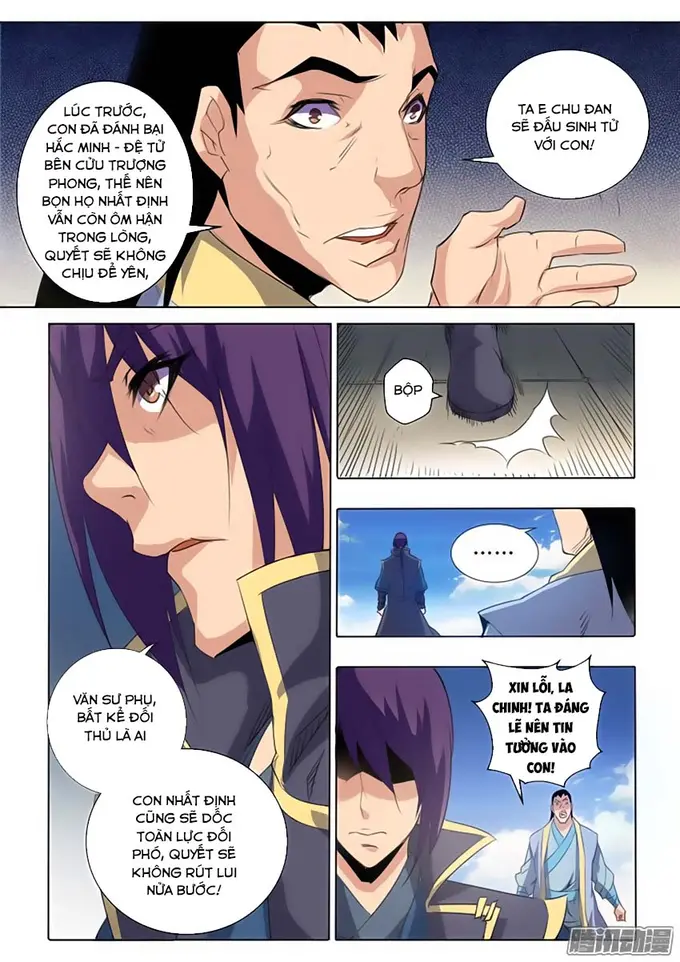 LÚC TRƯỚC,
CON ĐÃ ĐÁNH BẠI
HẮC MINH - ĐỆ TỬ
BÊN CỬU TRƯỢNG
PHONG, THẾ NÊN
BỌN HỌ NHẤT ĐỊNH
VẪN CÒN ÔM HẬN
TRONG LÒNG,
QUYẾT SẼ KHÔNG
CHỊU ĐỂ YÊN,
TA E CHU ĐAN
SẼ ĐẤU SINH TỬ
VỚI CON!
BỘP
......
VĂN SƯ PHỤ,
BẤT KỂ ĐỐI
THỦ LÀ AI
CON NHẤT ĐỊNH
CŨNG SẼ DỐC
TOÀN LỰC ĐỐI
PHÓ, QUYẾT SẼ
KHÔNG RÚT LUI
NỬA BƯỚC!
XIN LỖI, LA
CHINH! TA ĐÁNG
LẼ NÊN TIN
TƯỞNG VÀO
CON!
腾讯动漫